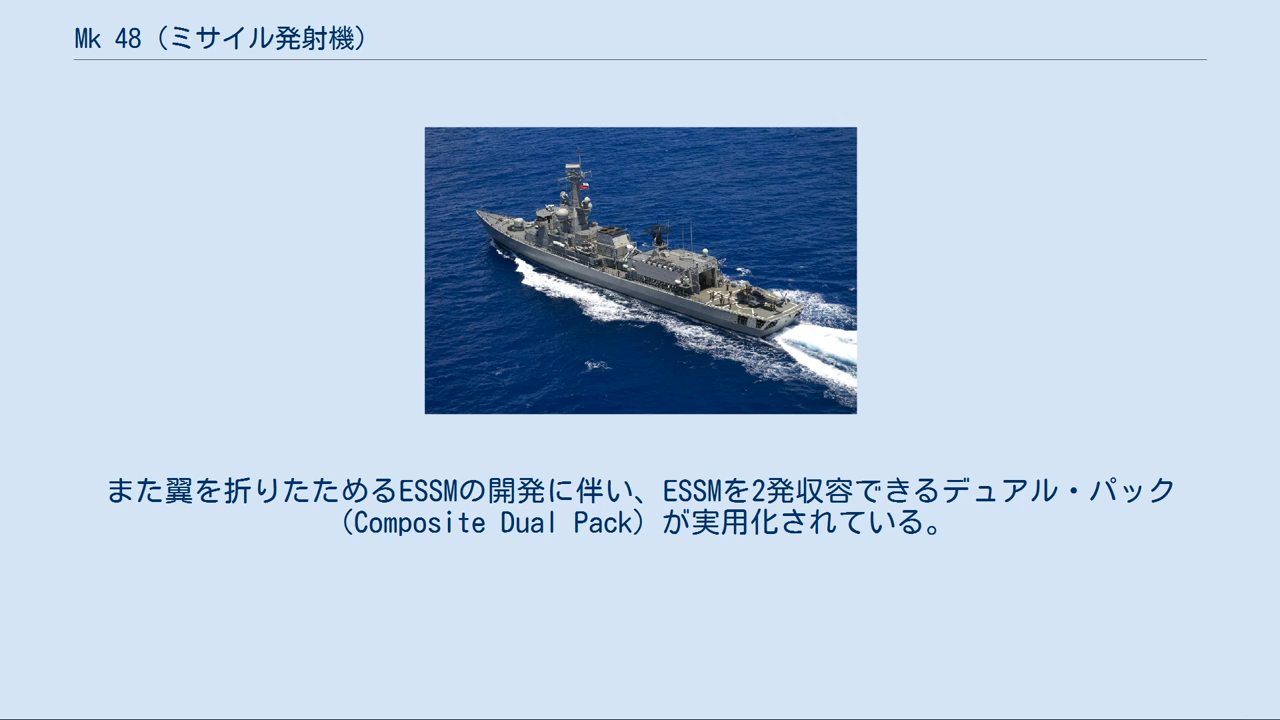 Mk 48（ミサイル発射機）
また翼を折りたためるESSMの開発に伴い、ESSMを2発収容できるデュアル・パック
（Composite Dual Pack）が実用化されている。